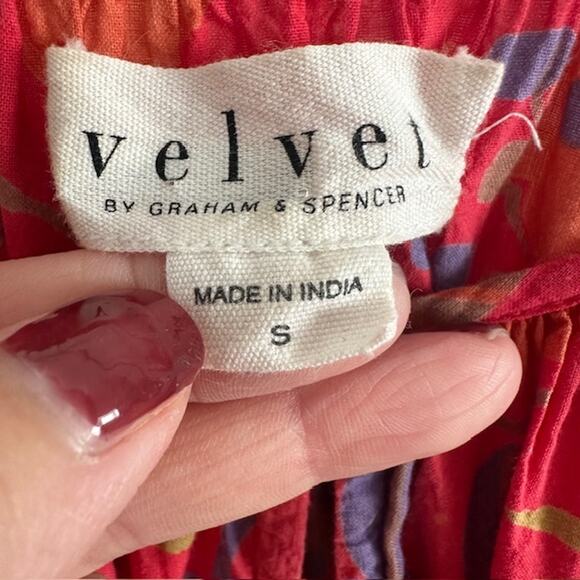 velvet
BY GRAHAM & SPENCER
MADE IN INDIA
S